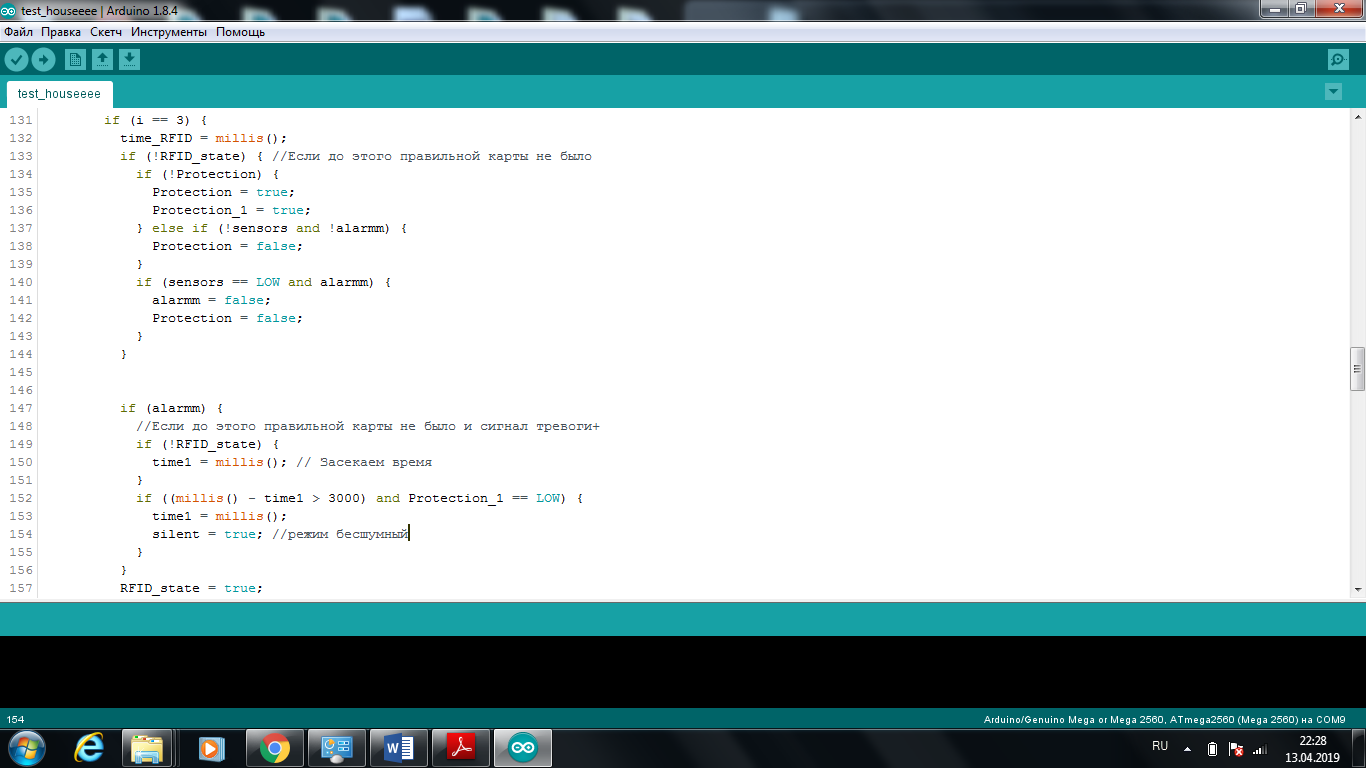 test_houseeee | Arduino 1.8.4
Файл Правка Скетч Инструменты Помощь
test_houseeee
131 if (i == 3) {
132 time_RFID = millis();
133 if (!RFID_state) { //Если до этого правильной карты не было
134 if (!Protection) {
135 Protection = true;
136 Protection_1 = true;
137 } else if (!sensors and !alarmm) {
138 Protection = false;
139 }
140 if (sensors == LOW and alarmm) {
141 alarmm = false;
142 Protection = false;
143 }
144 }
145
146
147 if (alarmm) {
148 //Если до этого правильной карты не было и сигнал тревоги+
149 if (!RFID_state) {
150 time1 = millis(); // Засекаем время
151 }
152 if ((millis() - time1 > 3000) and Protection_1 == LOW) {
153 time1 = millis();
154 silent = true; //режим бесшумный
155 }
156 }
157 RFID_state = true;
154 Arduino/Genuino Mega or Mega 2560, ATmega2560 (Mega 2560) на COM9
RU 22:28
13.04.2019